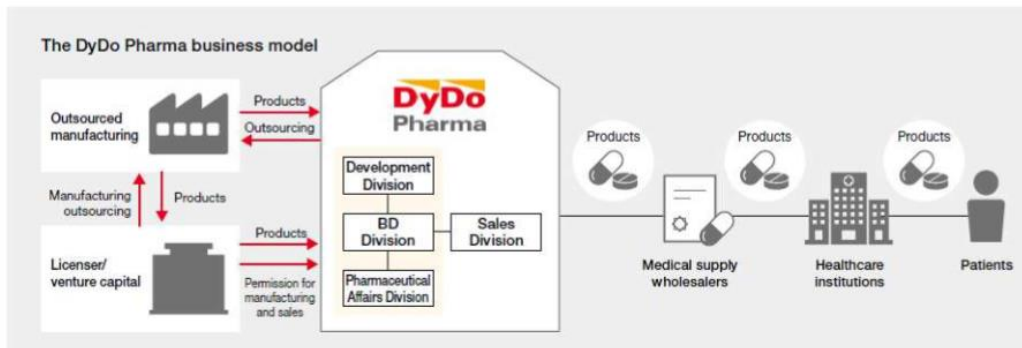 The DyDo Pharma business model
Outsourced
manufacturing
Products
Outsourcing
Manufacturing
outsourcing
Products
Licenser/
venture capital
Products
Permission for
manufacturing
and sales
DyDo
Pharma
Development
Division
BD
Division
Sales
Division
Pharmaceutical
Affairs Division
Products
Products
Products
Medical supply
wholesalers
Healthcare
institutions
Patients